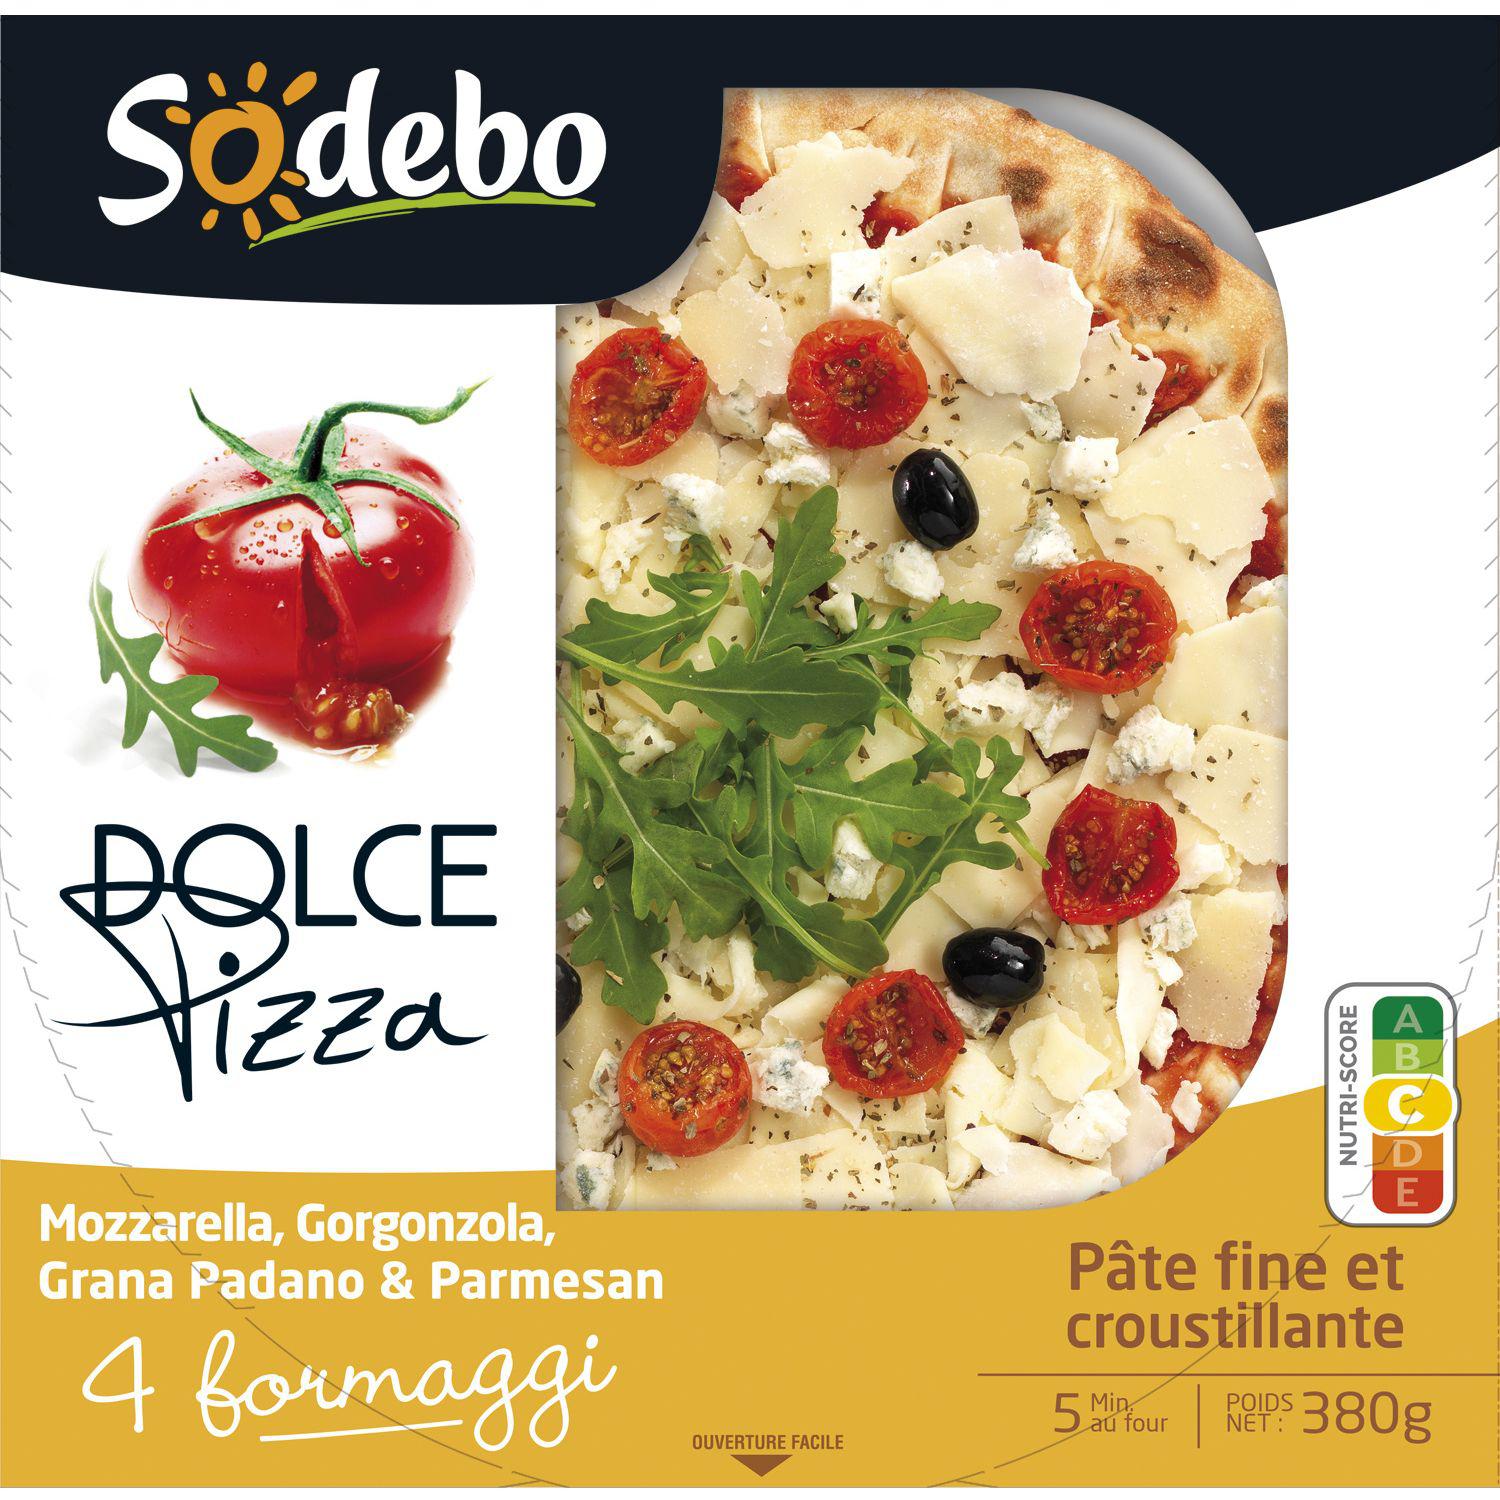 Sodebo
DOLCE
Pizza
NUTRI-SCORE
A
B
C
D
E
Mozzarella, Gorgonzola,
Grana Padano & Parmesan
4 formaggi
Pâte fine et
croustillante
5 Min.
au four
POIDS
NET : 380g
OUVERTURE FACILE